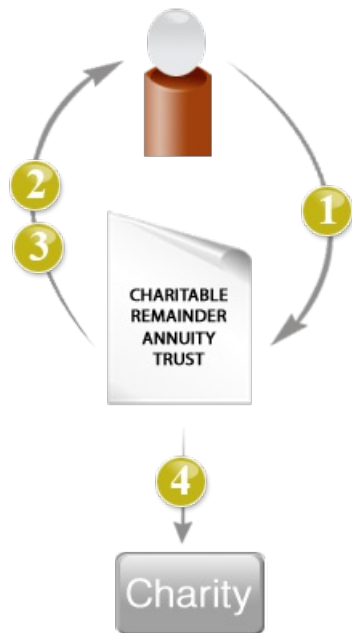 2
1
3
CHARITABLE
REMAINDER
ANNUITY
TRUST
4
Charity